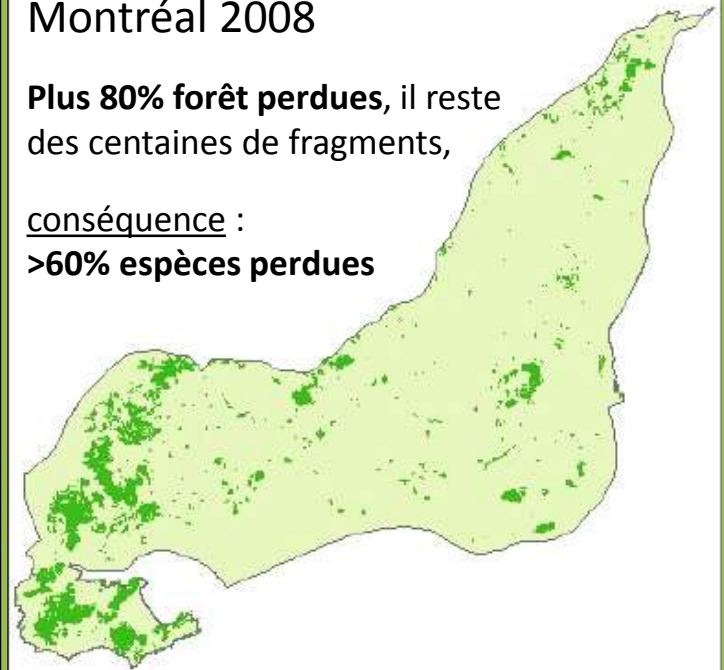 Montréal 2008
Plus 80% forêt perdues, il reste
des centaines de fragments,
conséquence :
>60% espèces perdues